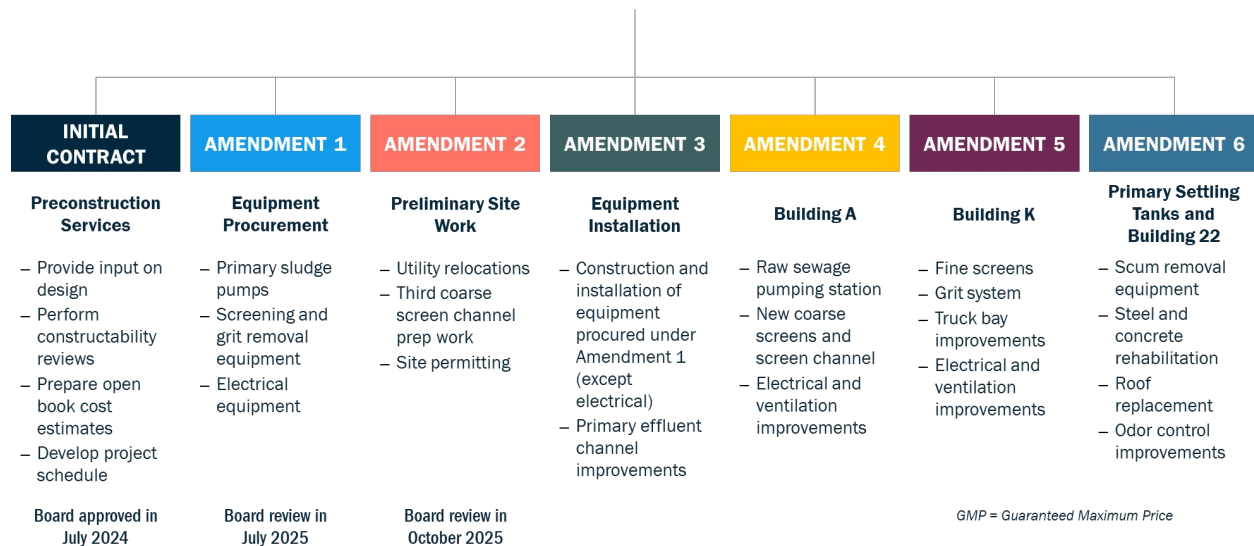 INITIAL
CONTRACT
Preconstruction
Services
– Provide input on
design
– Perform
constructability
reviews
– Prepare open
book cost
estimates
– Develop project
schedule
Board approved in
July 2024
AMENDMENT 1
Equipment
Procurement
– Primary sludge
pumps
– Screening and
grit removal
equipment
– Electrical
equipment
Board review in
July 2025
AMENDMENT 2
Preliminary Site
Work
– Utility relocations
– Third coarse
screen channel
prep work
– Site permitting
Board review in
October 2025
AMENDMENT 3
Equipment
Installation
– Construction and
installation of
equipment
procured under
Amendment 1
(except
electrical)
– Primary effluent
channel
improvements
AMENDMENT 4
Building A
– Raw sewage
pumping station
– New coarse
screens and
screen channel
– Electrical and
ventilation
improvements
AMENDMENT 5
Building K
– Fine screens
– Grit system
– Truck bay
improvements
– Electrical and
ventilation
improvements
AMENDMENT 6
Primary Settling
Tanks and
Building 22
– Scum removal
equipment
– Steel and
concrete
rehabilitation
– Roof
replacement
– Odor control
improvements
GMP = Guaranteed Maximum Price